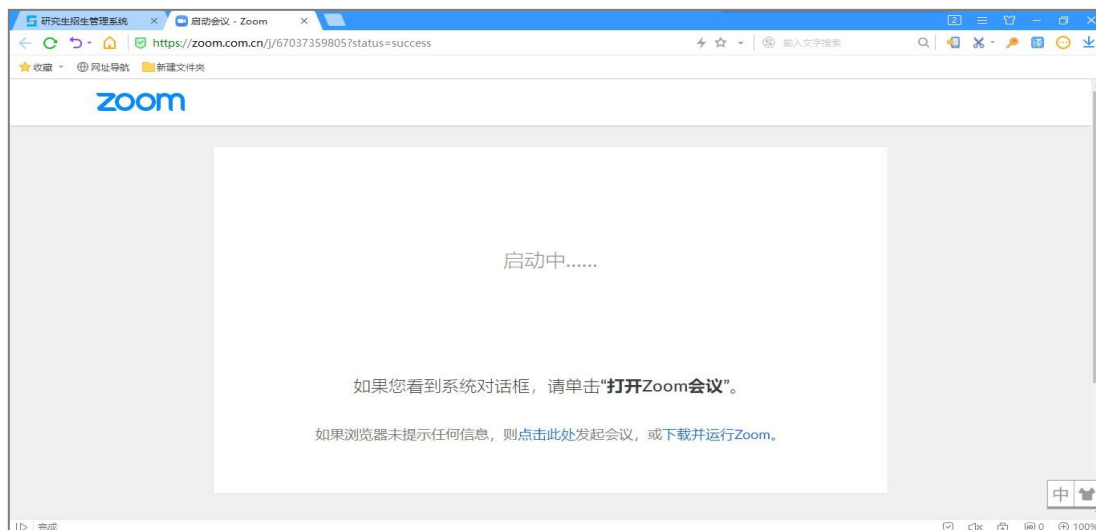 研究生招生管理系统
启动会议 - Zoom
2
https://zoom.com.cn/j/67037359805?status=success
输入文字搜索
收藏 网址导航 新建文件夹
zoom
启动中......
如果您看到系统对话框，请单击“打开Zoom会议”。
如果浏览器未提示任何信息，则点击此处发起会议，或下载并运行Zoom。
中
完成
0 100%